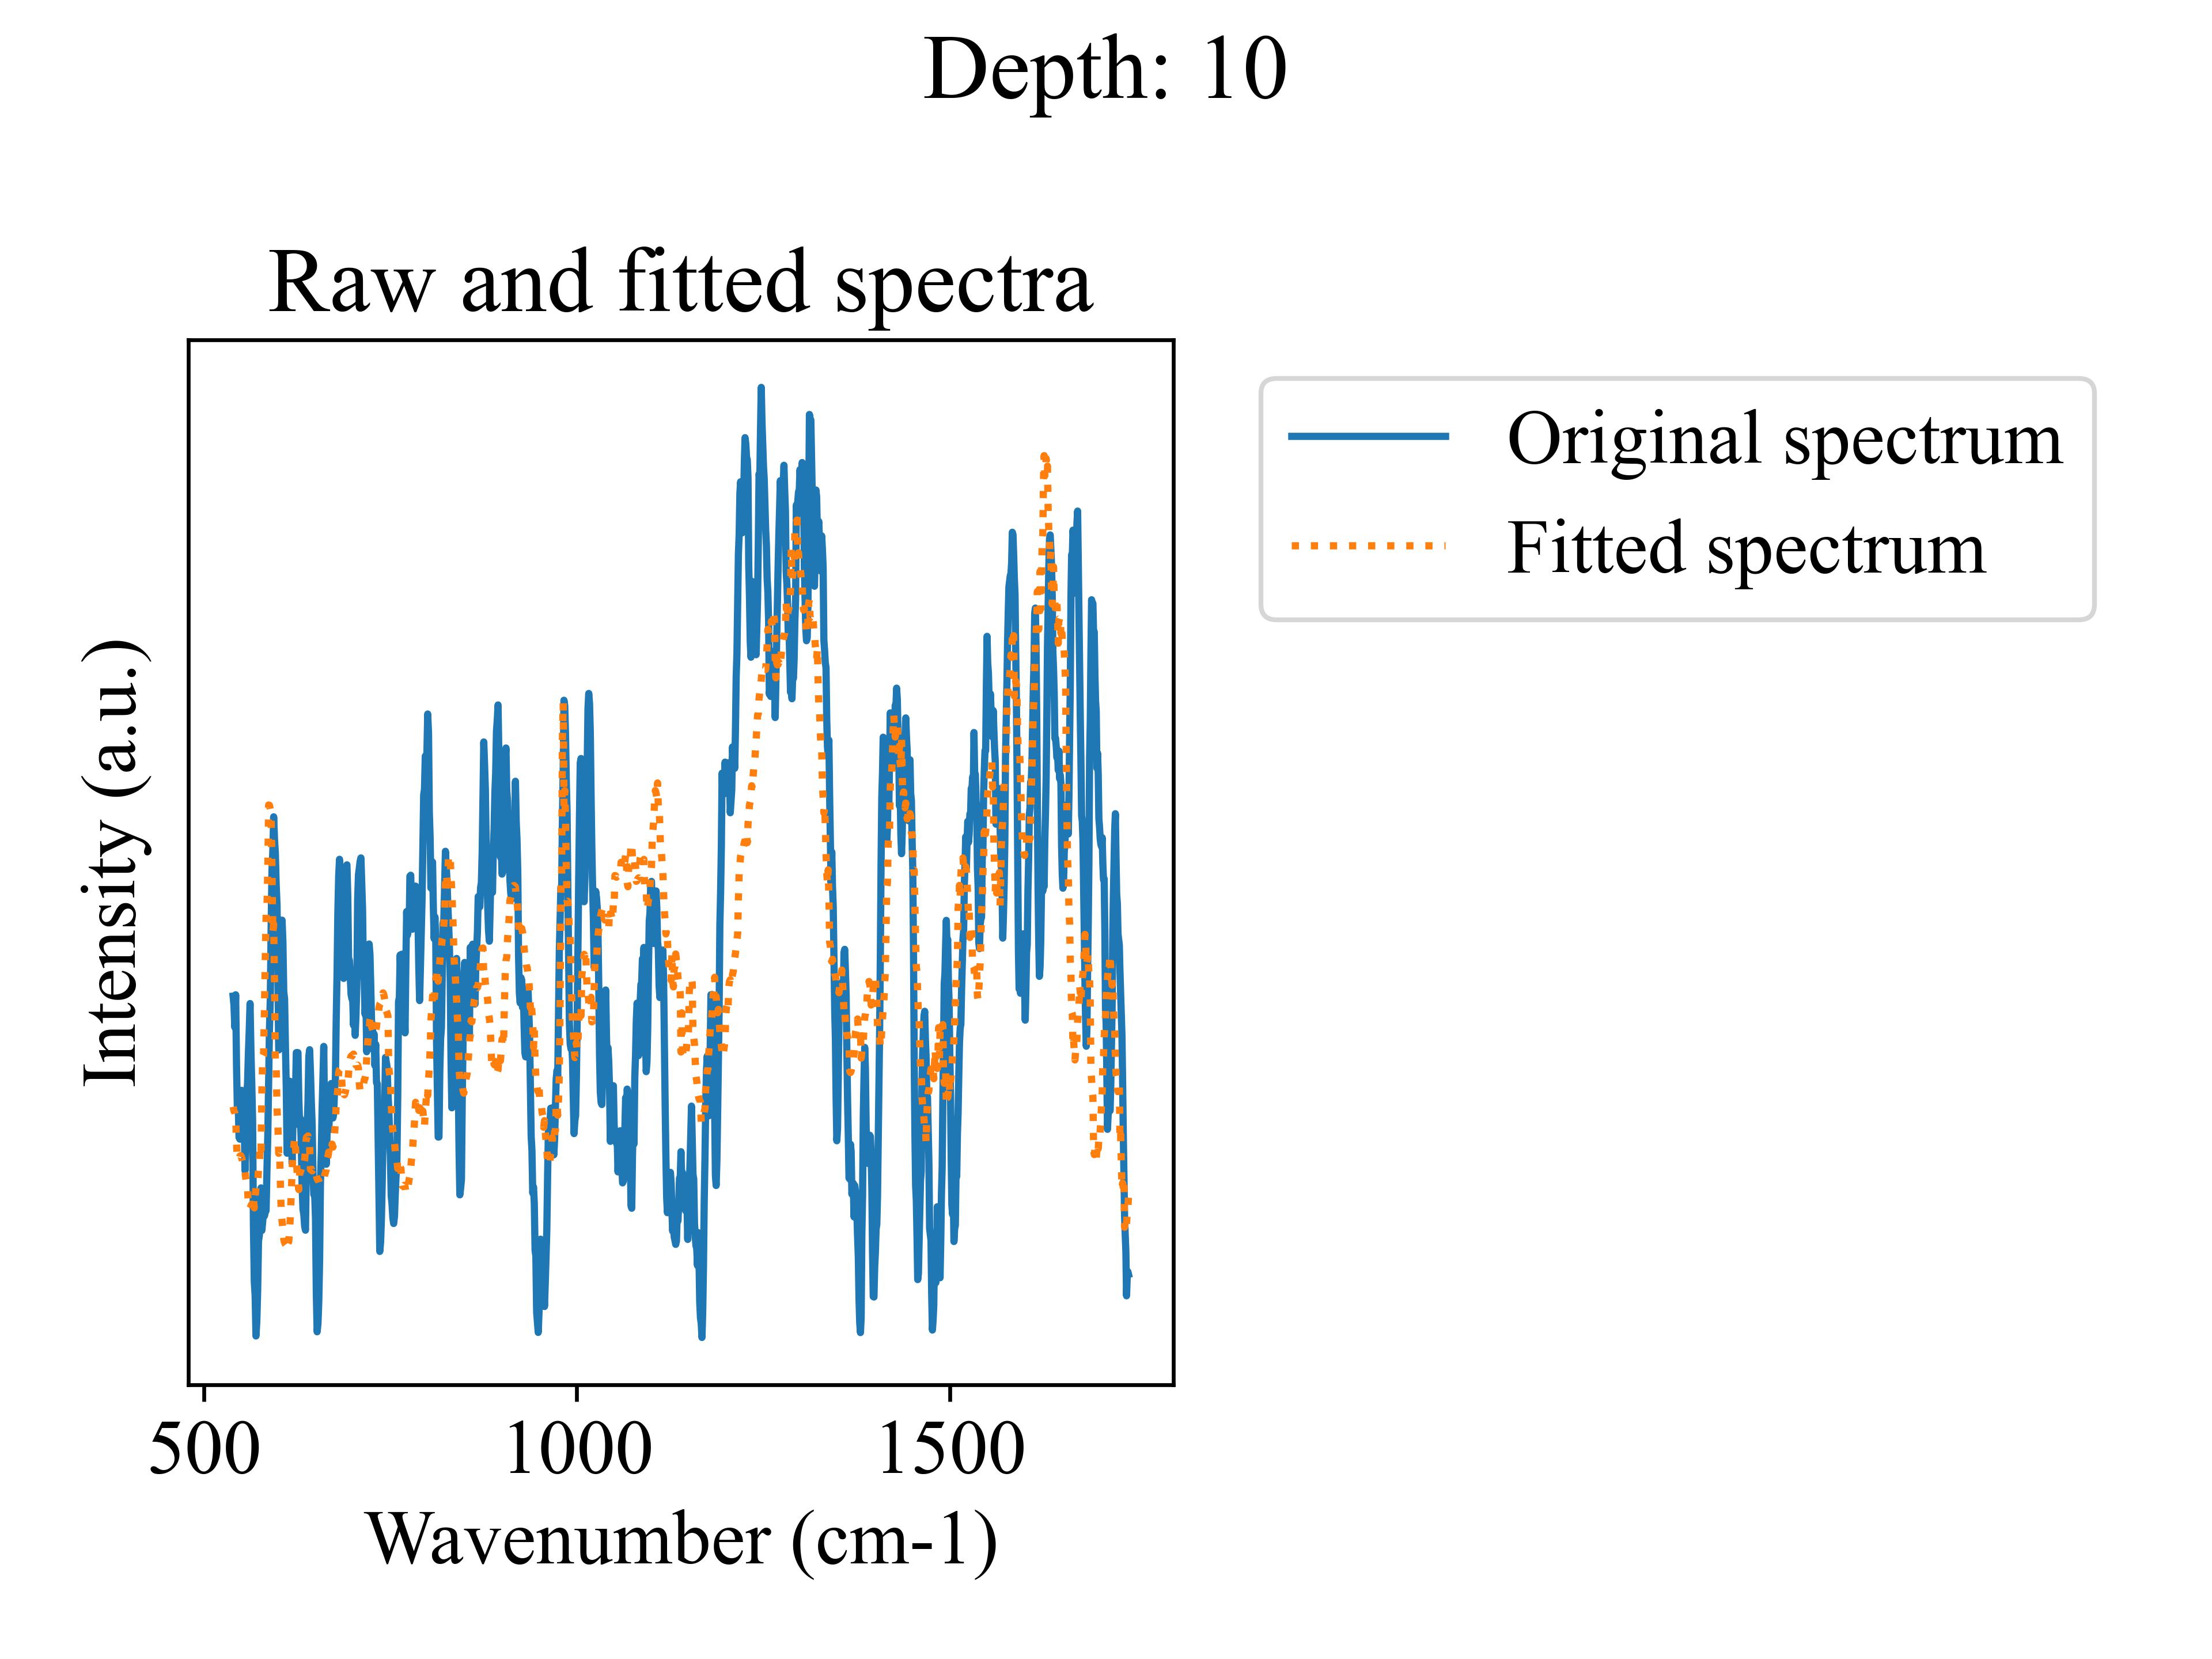 Depth: 10
Raw and fitted spectra
Original spectrum
Fitted spectrum
Intensity (a.u.)
500 1000 1500
Wavenumber (cm-1)